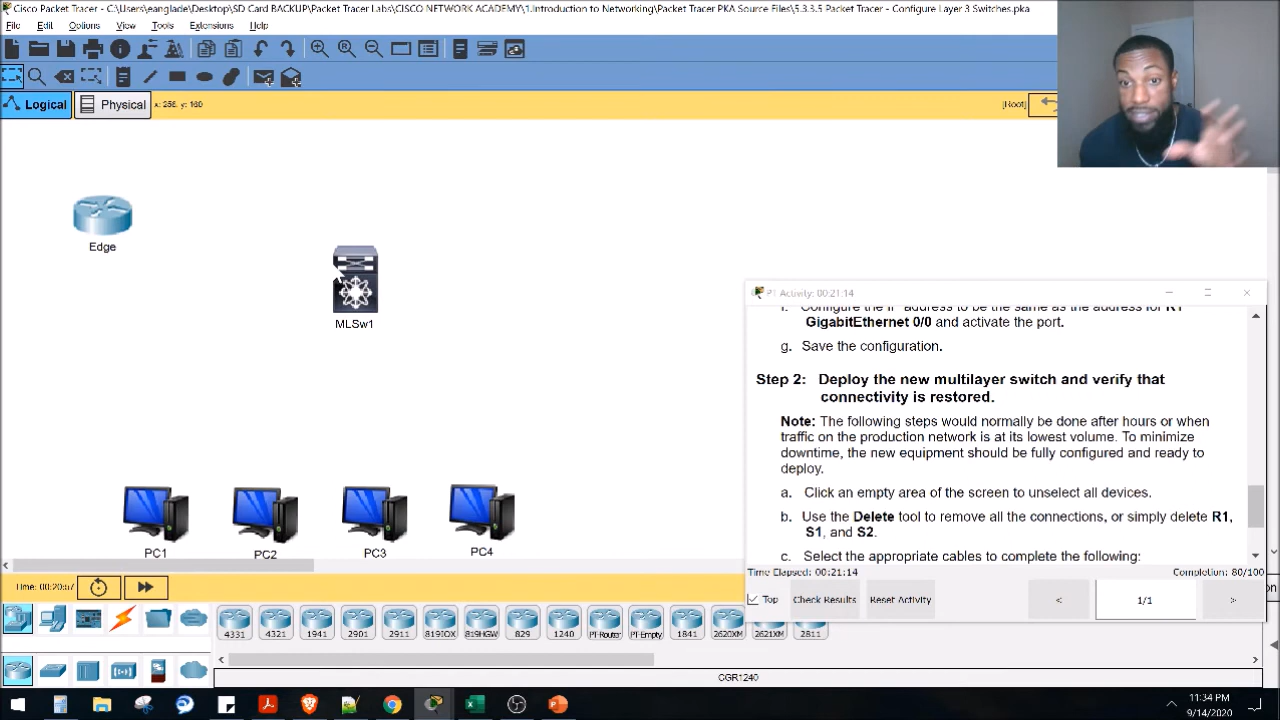 Cisco Packet Tracer - C:\Users\eanglade\Desktop\SD Card BACKUP\Packet Tracer Labs\CISCO NETWORK ACADEMY\1.Introduction to Networking\Packet Tracer PKA Source Files\5.3.3.5 Packet Tracer - Configure Layer 3 Switches.pka
File Edit Options View Tools Extensions Help
Logical Physical x: 256, y: 160 [Root]
Edge
MLSw1
PC1 PC2 PC3 PC4
PT Activity: 00:21:14
GigabitEthernet 0/0 and activate the port.
g. Save the configuration.
Step 2: Deploy the new multilayer switch and verify that
connectivity is restored.
Note: The following steps would normally be done after hours or when
traffic on the production network is at its lowest volume. To minimize
downtime, the new equipment should be fully configured and ready to
deploy.
a. Click an empty area of the screen to unselect all devices.
b. Use the Delete tool to remove all the connections, or simply delete R1,
S1, and S2.
c. Select the appropriate cables to complete the following:
Time Elapsed: 00:21:14 Completion: 80/100
Top Check Results Reset Activity < 1/1 >
Time: 00:20:57
4331 4321 1941 2901 2911 819IOX 819HGW 829 1240 PT-Router PT-Empty 1841 2620XM 2621XM 2811
CGR1240
11:34 PM
9/14/2020